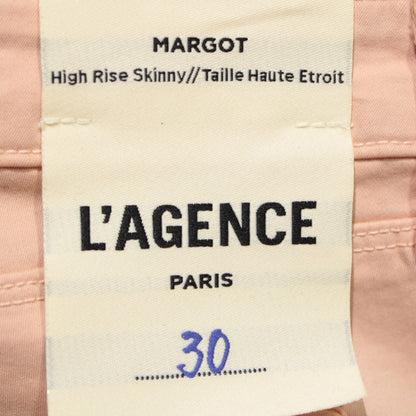 MARGOT
High Rise Skinny//Taille Haute Etroit
L'AGENCE
PARIS
30